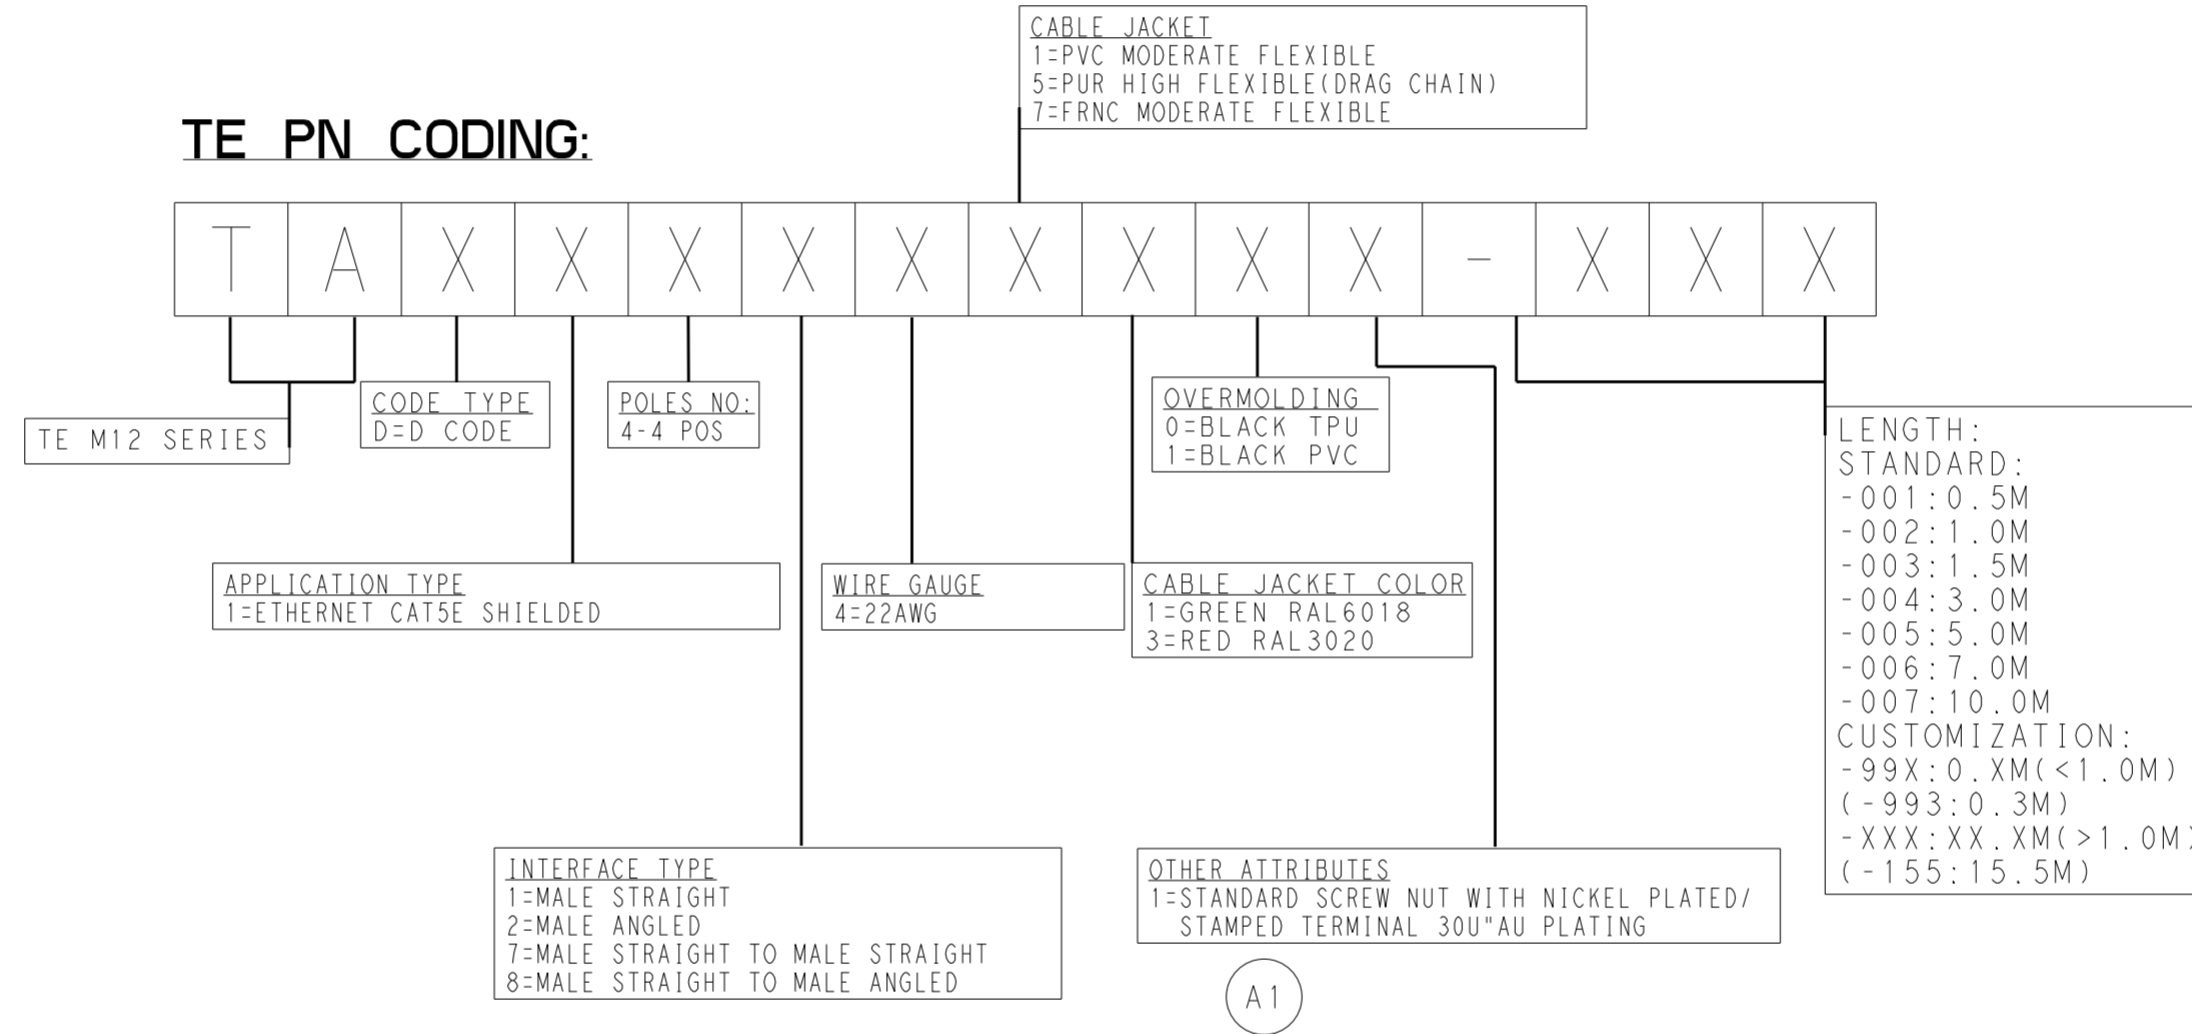 CABLE JACKET
1=PVC MODERATE FLEXIBLE
5=PUR HIGH FLEXIBLE(DRAG CHAIN)
7=FRNC MODERATE FLEXIBLE
TE PN CODING:
T A X X X X X X X X X - X X X
TE M12 SERIES
CODE TYPE
D=D CODE
POLES NO:
4-4 POS
OVERMOLDING
0=BLACK TPU
1=BLACK PVC
LENGTH:
STANDARD:
-001:0.5M
-002:1.0M
-003:1.5M
-004:3.0M
-005:5.0M
-006:7.0M
-007:10.0M
CUSTOMIZATION:
-99X:0.XM(<1.0M)
(-993:0.3M)
-XXX:XX.XM(>1.0M)
(-155:15.5M)
APPLICATION TYPE
1=ETHERNET CAT5E SHIELDED
WIRE GAUGE
4=22AWG
CABLE JACKET COLOR
1=GREEN RAL6018
3=RED RAL3020
INTERFACE TYPE
1=MALE STRAIGHT
2=MALE ANGLED
7=MALE STRAIGHT TO MALE STRAIGHT
8=MALE STRAIGHT TO MALE ANGLED
OTHER ATTRIBUTES
1=STANDARD SCREW NUT WITH NICKEL PLATED/
STAMPED TERMINAL 30U"AU PLATING
A1